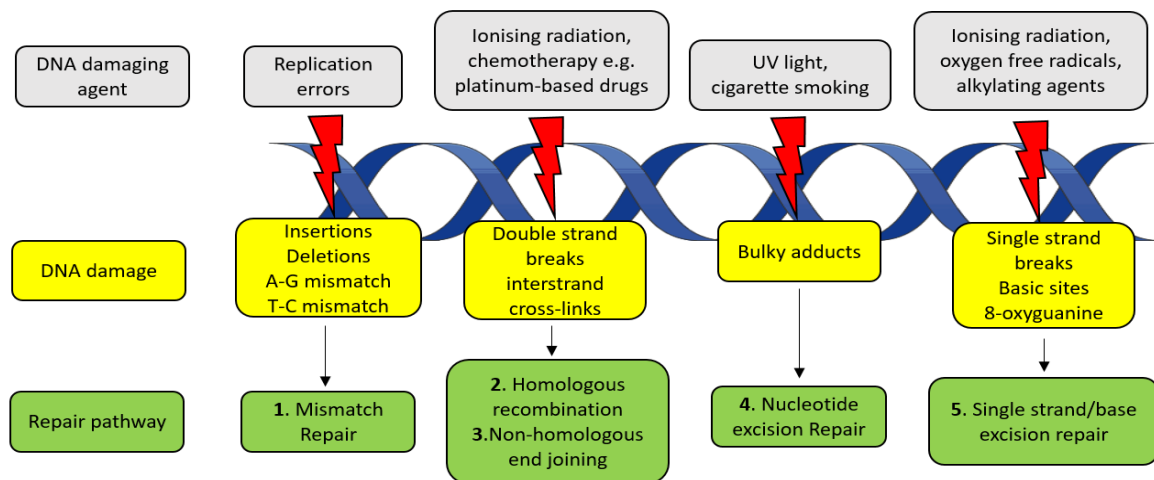 DNA damaging
agent
Replication
errors
Ionising radiation,
chemotherapy e.g.
platinum-based drugs
UV light,
cigarette smoking
Ionising radiation,
oxygen free radicals,
alkylating agents
DNA damage
Insertions
Deletions
A-G mismatch
T-C mismatch
Double strand
breaks
interstrand
cross-links
Bulky adducts
Single strand
breaks
Basic sites
8-oxyguanine
Repair pathway
1. Mismatch
Repair
2. Homologous
recombination
3.Non-homologous
end joining
4. Nucleotide
excision Repair
5. Single strand/base
excision repair